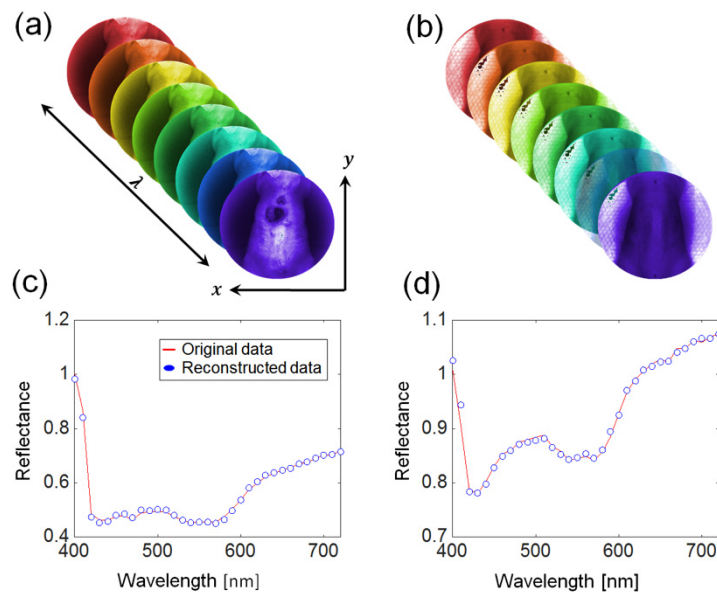 (a)
(b)
λ
y
x
(c)
(d)
1.2
1
0.8
0.6
0.4
Reflectance
Original data
Reconstructed data
400
500
600
700
Wavelength [nm]
1.1
1
0.9
0.8
0.7
Reflectance
400
500
600
700
Wavelength [nm]